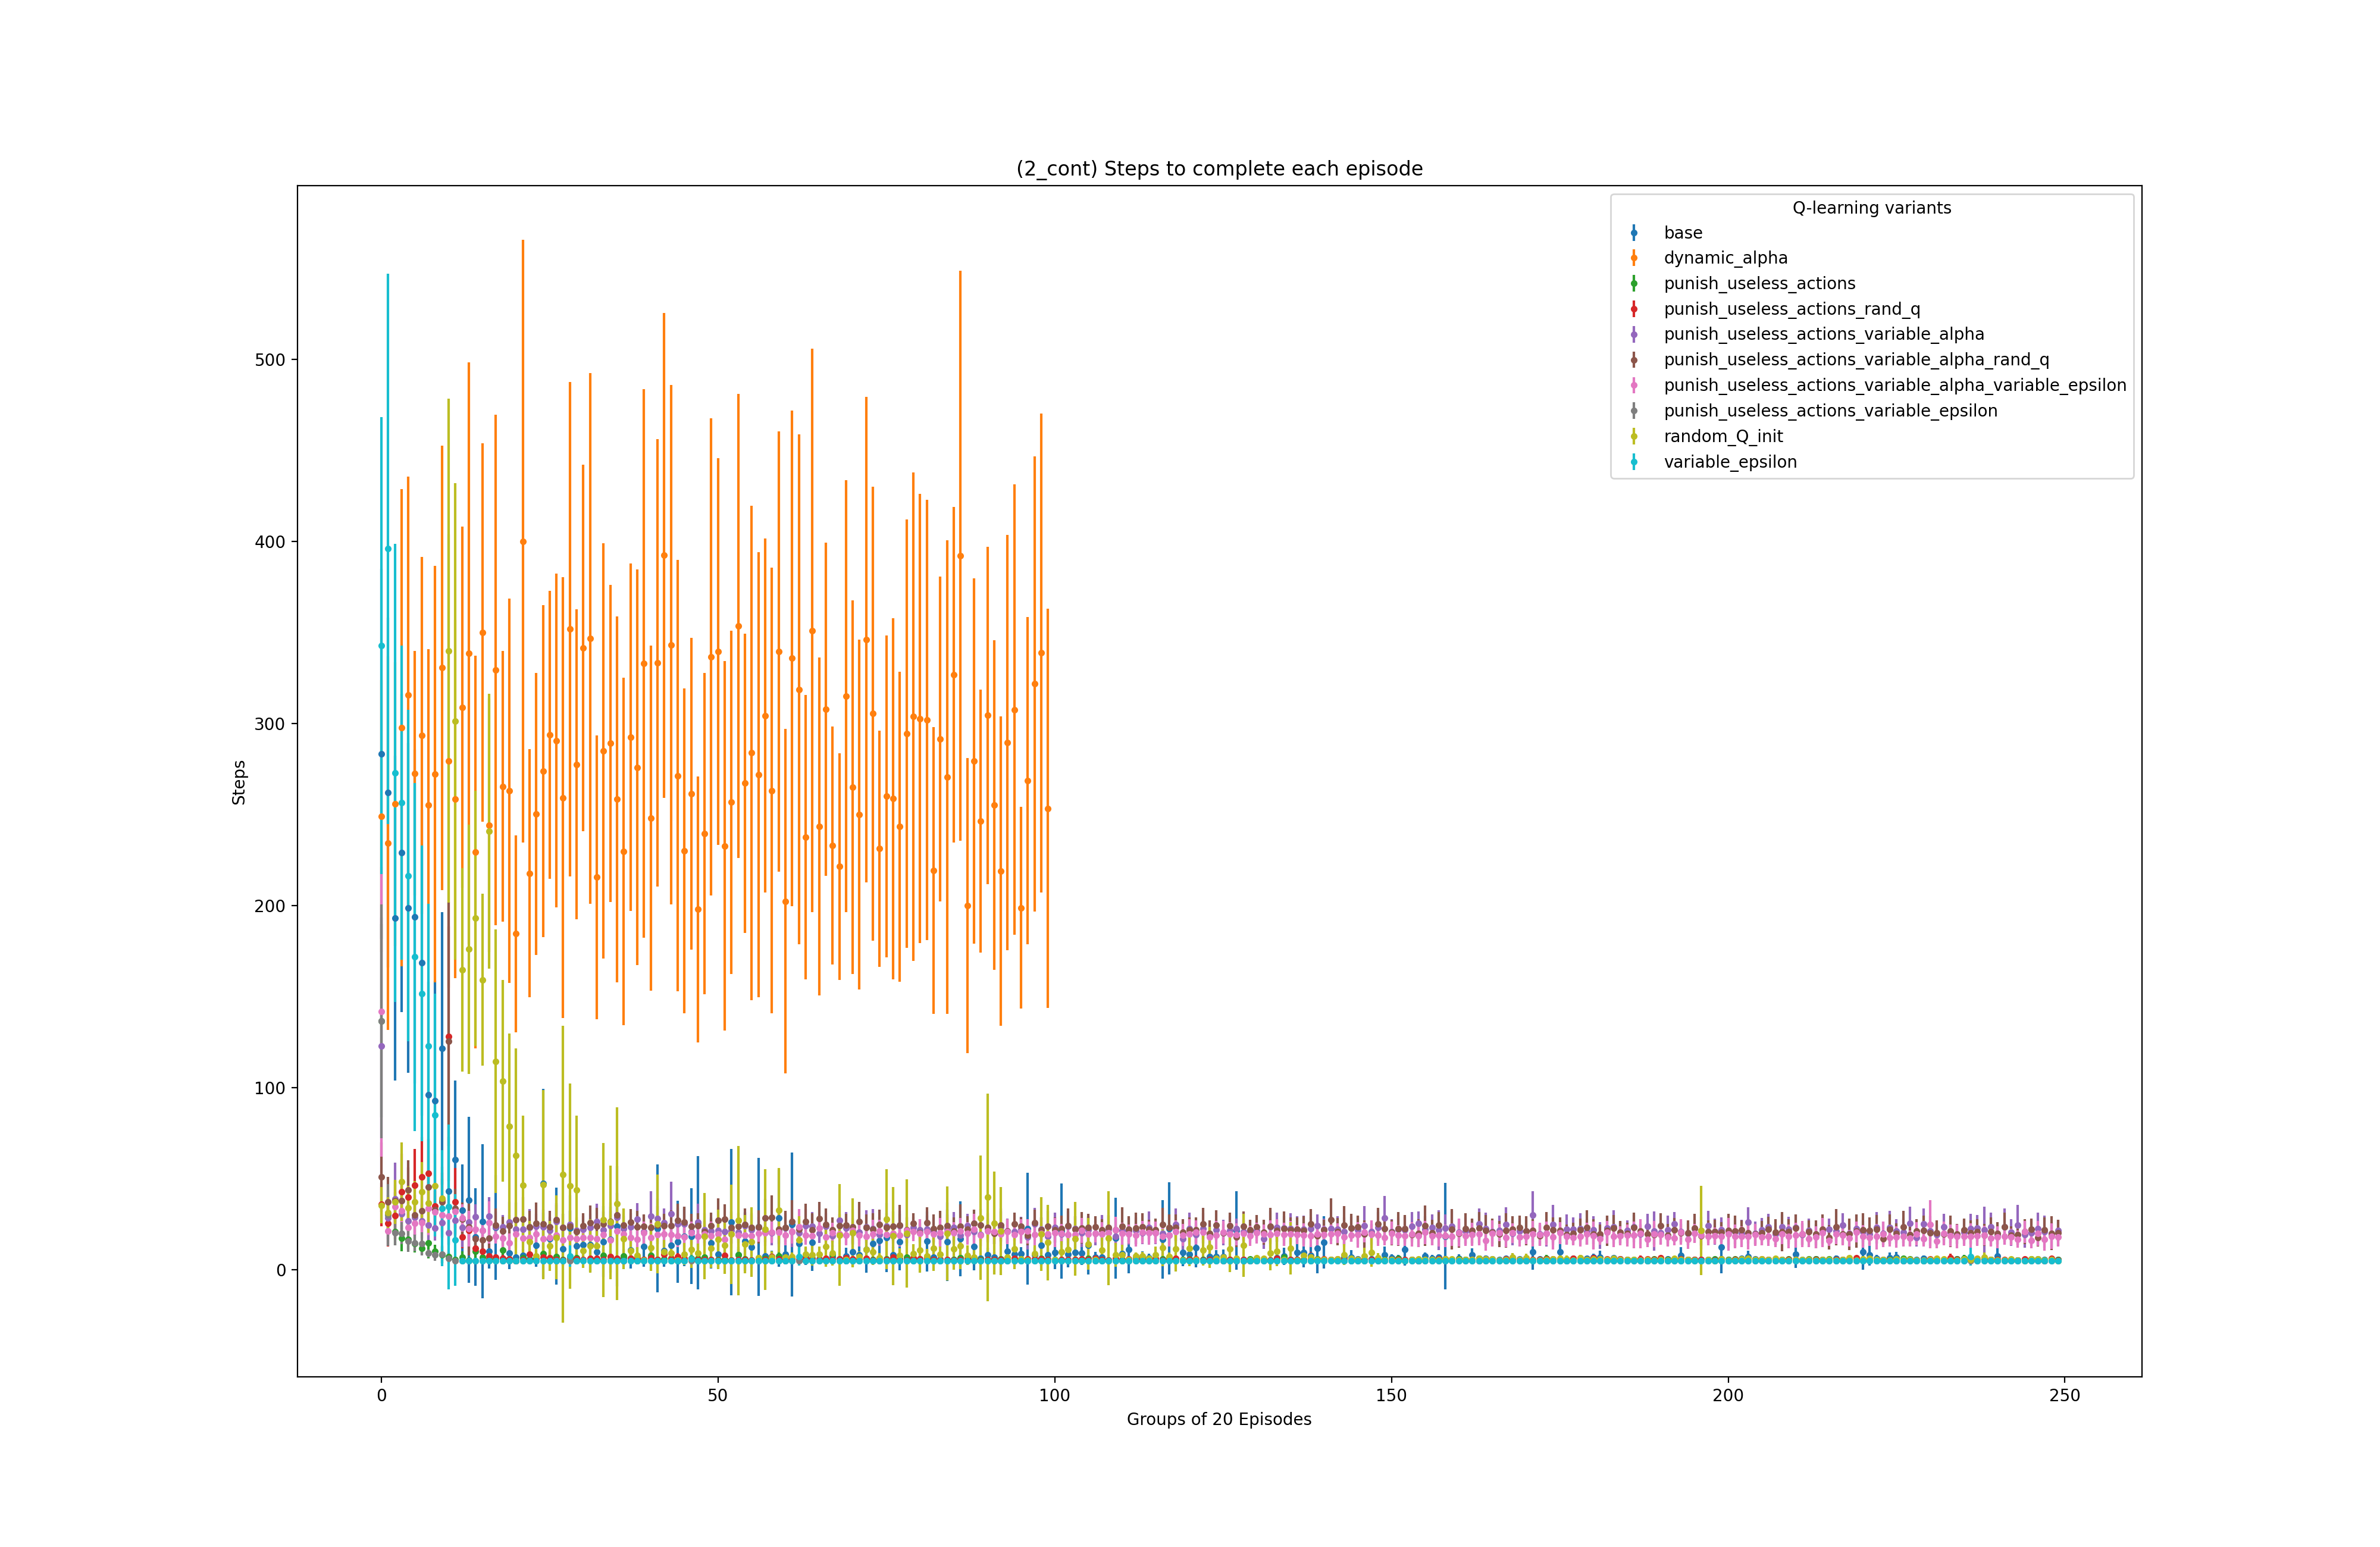 (2_cont) Steps to complete each episode
Q-learning variants
base
dynamic_alpha
punish_useless_actions
punish_useless_actions_rand_q
punish_useless_actions_variable_alpha
punish_useless_actions_variable_alpha_rand_q
punish_useless_actions_variable_alpha_variable_epsilon
punish_useless_actions_variable_epsilon
random_Q_init
variable_epsilon
500
400
300
200
100
0
Steps
0 50 100 150 200 250
Groups of 20 Episodes